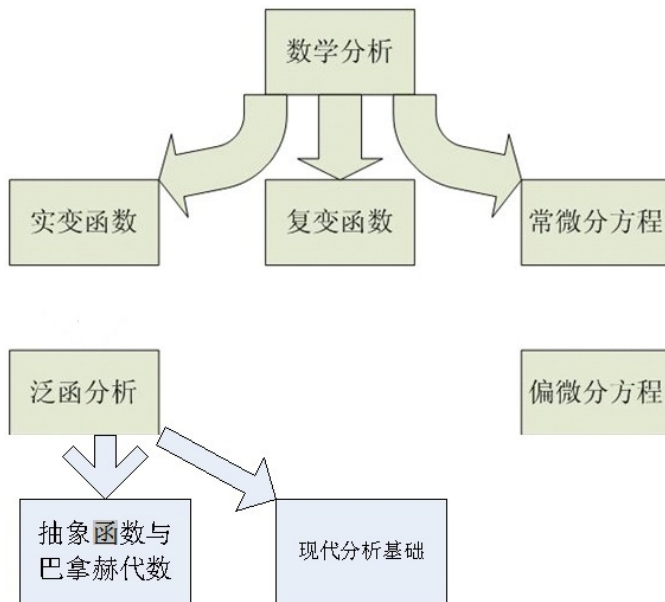 数学分析
实变函数
复变函数
常微分方程
泛函分析
偏微分方程
抽象函数与
巴拿赫代数
现代分析基础